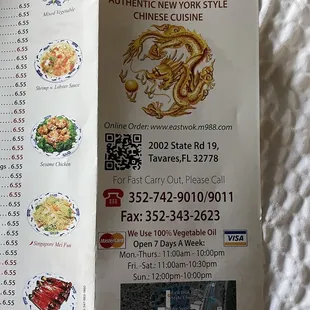 6.55
6.55
6.55
Mixed Vegetable
6.55
6.55
6.55
6.55
6.55
6.55
Shrimp w. Lobster Sauce
6.55
6.55
6.55
6.55
6.55
Sesame Chicken
6.55
6.55
6.55
6.55
6.55
Singapore Mei Fun
6.55
6.55
6.55
AUTHENTIC NEW YORK STYLE
CHINESE CUISINE
Online Order: www.eastwok.m988.com
2002 State Rd 19,
Tavares,FL 32778
For Fast Carry Out, Please Call
352-742-9010/9011
Fax: 352-343-2623
MasterCard
We Use 100% Vegetable Oil
VISA
Open 7 Days A Week:
Mon.-Thurs.: 11:00am - 10:00pm
Fri.-Sat.: 11:00am-10:30pm
Sun.: 12:00pm-10:00pm